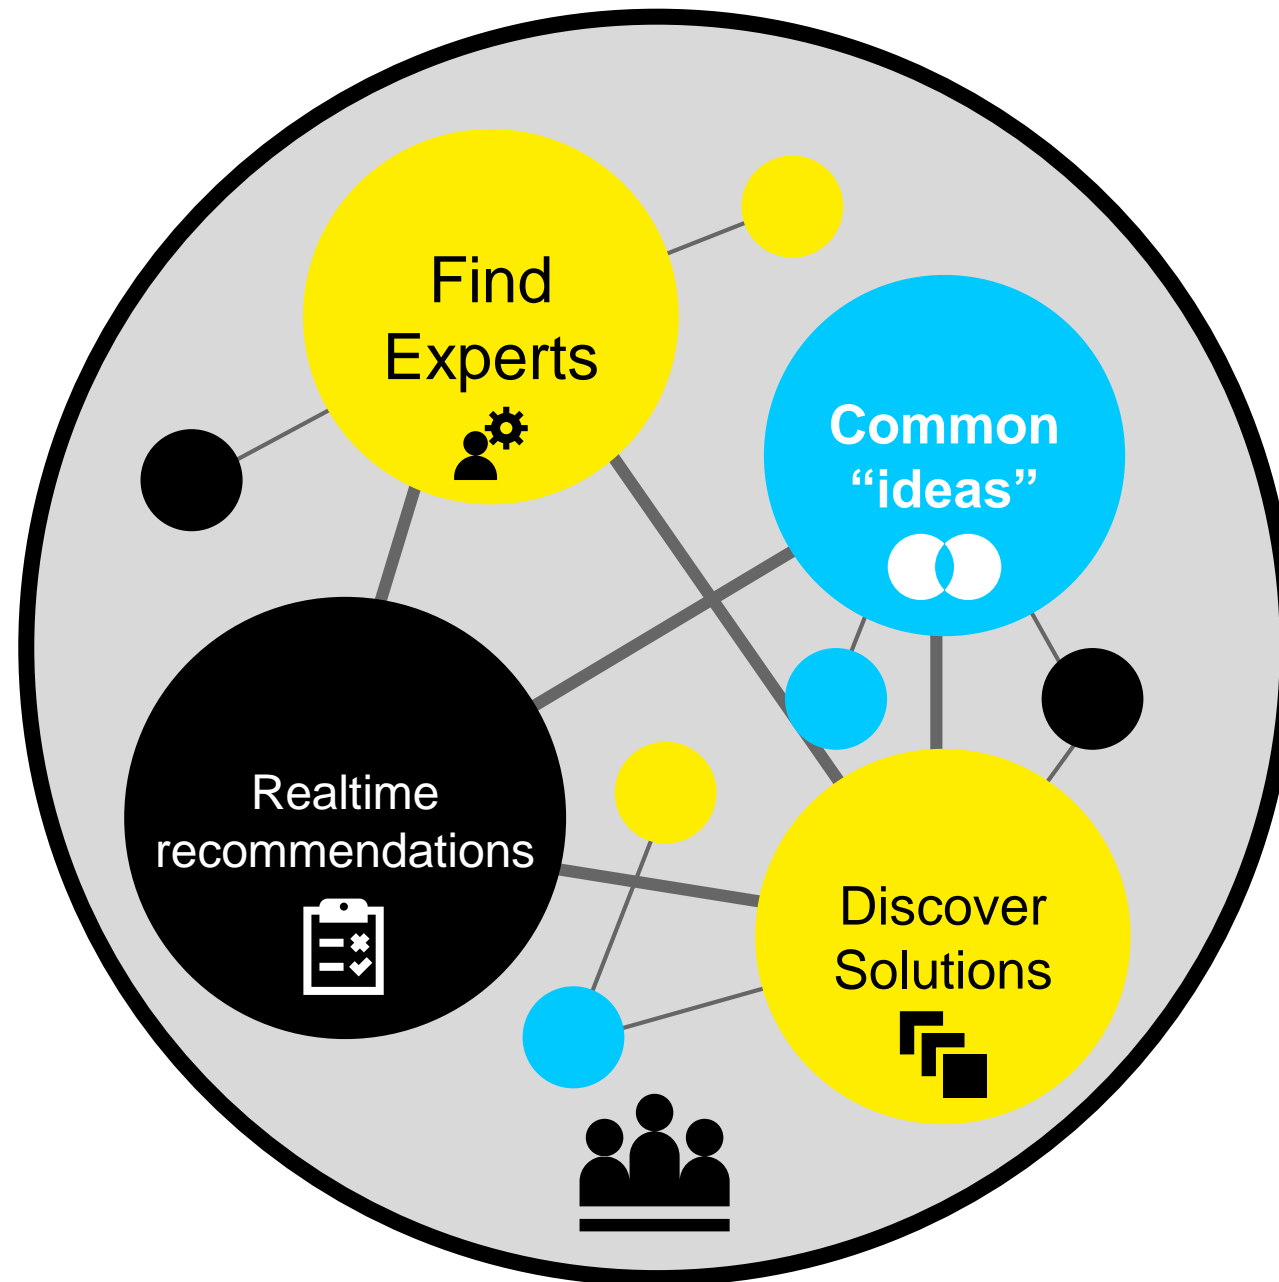 Find
Experts
Common
“ideas”
Realtime
recommendations
Discover
Solutions